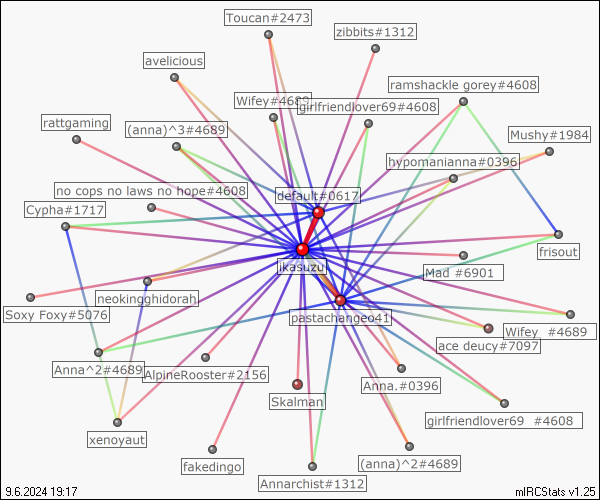 Toucan#2473
zibbits#1312
avelicious
ramshackle gorey#4608
Wifey#4689
girlfriendlover69#4608
rattgaming
(anna)^3#4689
Mushy#1984
hypomanianna#0396
no cops no laws no hope#4608
default#0617
Cypha#1717
frisout
jkasuzu
Mad #6901
neokingghidorah
Soxy Foxy#5076
pastachangeo41
Wifey #4689
ace deucy#7097
Anna^2#4689
AlpineRooster#2156
Anna.#0396
Skalman
girlfriendlover69 #4608
xenoyaut
fakedingo
(anna)^2#4689
Annarchist#1312
9.6.2024 19:17
mIRCStats v1.25